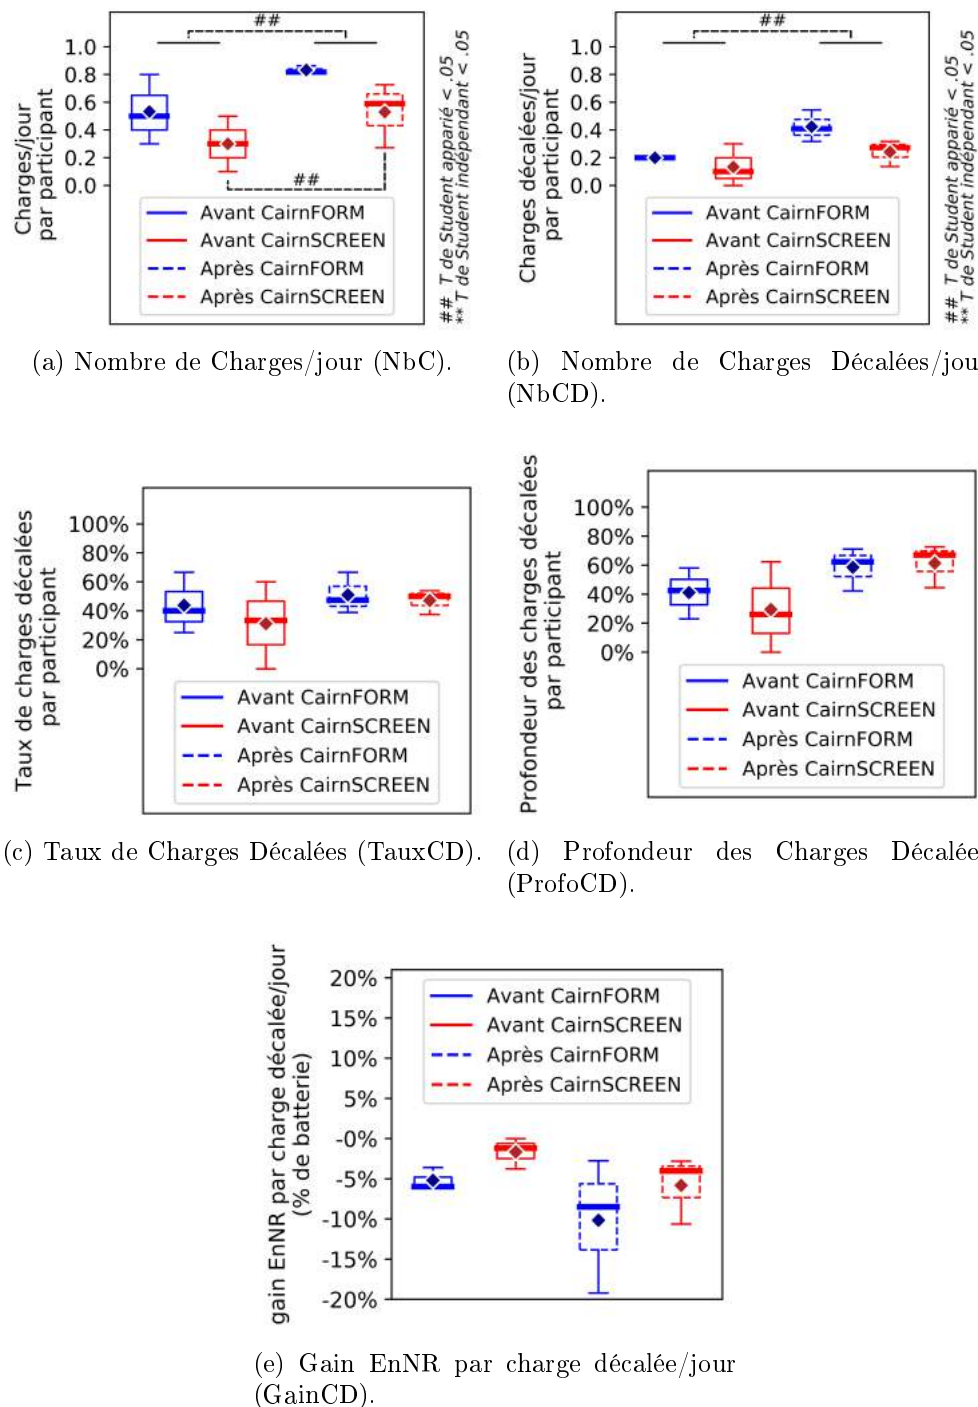 ##
1.0
0.8
0.6
0.4
0.2
0.0
Charges/jour
par participant
##
Avant CairnFORM
Avant CairnSCREEN
Après CairnFORM
Après CairnSCREEN
## T de Student apparié < .05
** T de Student indépendant < .05
(a) Nombre de Charges/jour (NbC).
##
1.0
0.8
0.6
0.4
0.2
0.0
Charges décalées/jour
par participant
Avant CairnFORM
Avant CairnSCREEN
Après CairnFORM
Après CairnSCREEN
## T de Student apparié < .05
** T de Student indépendant < .05
(b) Nombre de Charges Décalées/jou
(NbCD).
100%
80%
60%
40%
20%
0%
Taux de charges décalées
par participant
Avant CairnFORM
Avant CairnSCREEN
Après CairnFORM
Après CairnSCREEN
(c) Taux de Charges Décalées (TauxCD).
100%
80%
60%
40%
20%
0%
Profondeur des charges décalées
par participant
Avant CairnFORM
Avant CairnSCREEN
Après CairnFORM
Après CairnSCREEN
(d) Profondeur des Charges Décalée
(ProfoCD).
20%
15%
10%
5%
-0%
-5%
-10%
-15%
-20%
gain EnNR par charge décalée/jour
(% de batterie)
Avant CairnFORM
Avant CairnSCREEN
Après CairnFORM
Après CairnSCREEN
(e) Gain EnNR par charge décalée/jour
(GainCD).